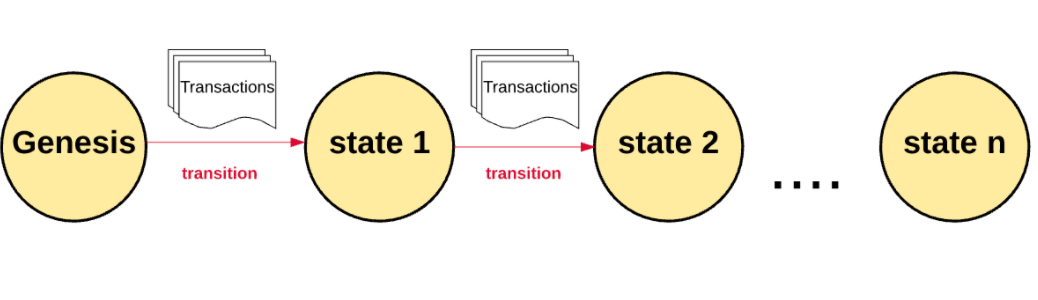 Transactions
Transactions
Genesis
state 1
state 2
state n
transition
transition
....